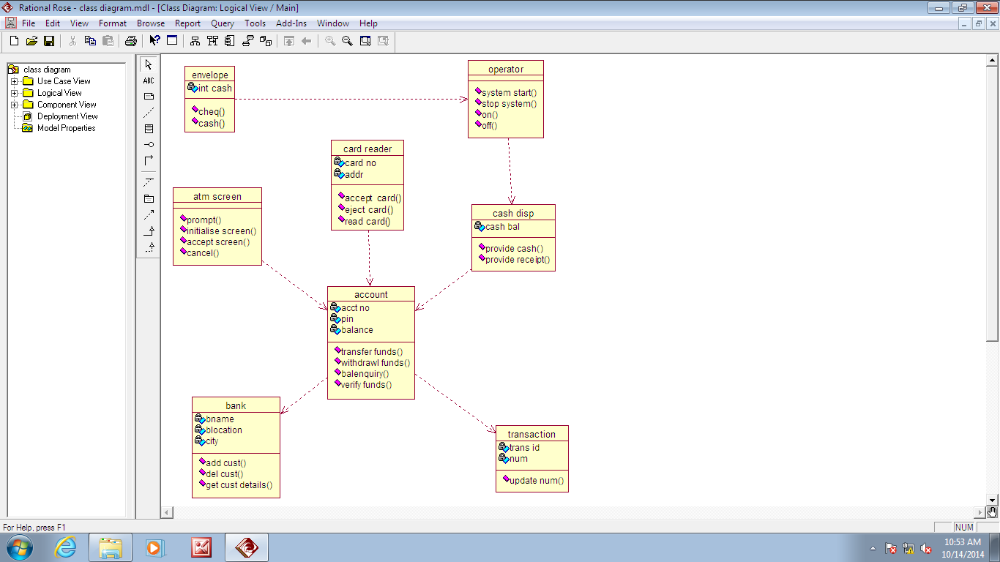 Rational Rose - class diagram.mdl - [Class Diagram: Logical View / Main]
File Edit View Format Browse Report Query Tools Add-Ins Window Help
class diagram
Use Case View
Logical View
Component View
Deployment View
Model Properties
ABC
envelope
int cash
cheq()
cash()
operator
system start()
stop system()
on()
off()
card reader
card no
addr
accept card()
eject card()
read card()
atm screen
prompt()
initialise screen()
accept screen()
cancel()
cash disp
cash bal
provide cash()
provide receipt()
account
acct no
pin
balance
transfer funds()
withdrawl funds()
balenquiry()
verify funds()
bank
bname
blocation
city
add cust()
del cust()
get cust details()
transaction
trans id
num
update num()
For Help, press F1
NUM
10:53 AM
10/14/2014